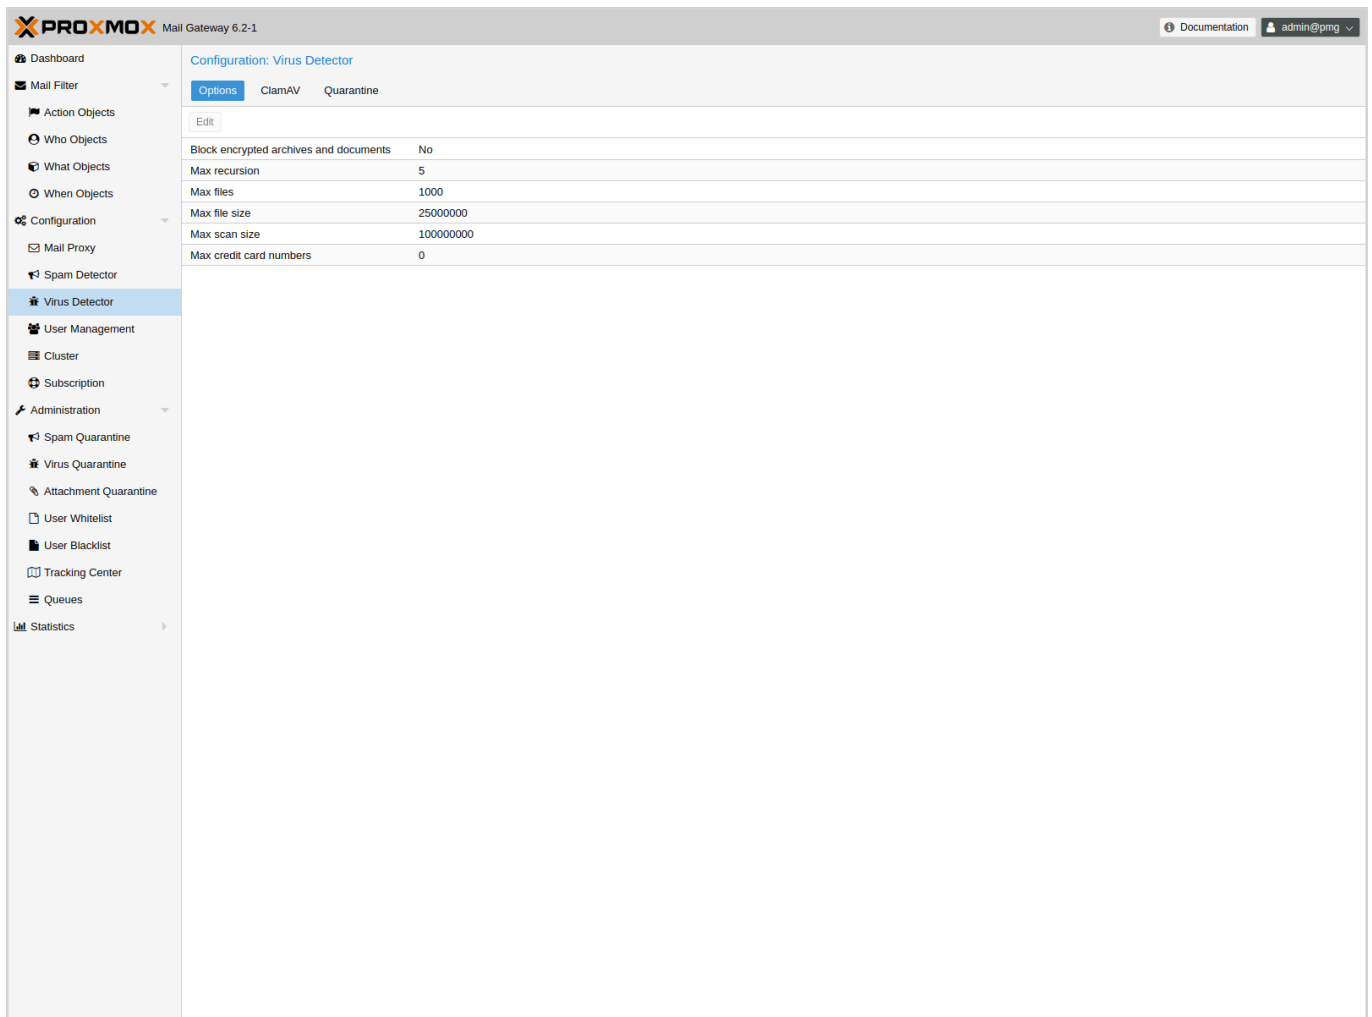 PROXMOX Mail Gateway 6.2-1 Documentation admin@pmg
Dashboard
Mail Filter
Action Objects
Who Objects
What Objects
When Objects
Configuration
Mail Proxy
Spam Detector
Virus Detector
User Management
Cluster
Subscription
Administration
Spam Quarantine
Virus Quarantine
Attachment Quarantine
User Whitelist
User Blacklist
Tracking Center
Queues
Statistics
Configuration: Virus Detector
Options ClamAV Quarantine
Edit
Block encrypted archives and documents No
Max recursion 5
Max files 1000
Max file size 25000000
Max scan size 100000000
Max credit card numbers 0